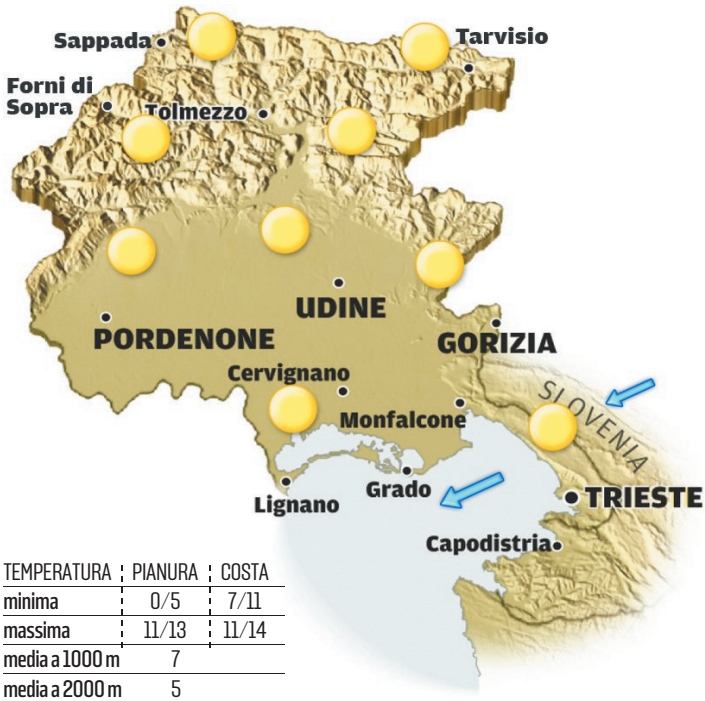 Sappada
Tarvisio
Forni di
Sopra
Tolmezzo
UDINE
PORDENONE
GORIZIA
Cervignano
SLOVENIA
Monfalcone
Grado
Lignano
TRIESTE
Capodistria
TEMPERATURA PIANURA COSTA
minima 0/5 7/11
massima 11/13 11/14
media a 1000 m 7
media a 2000 m 5